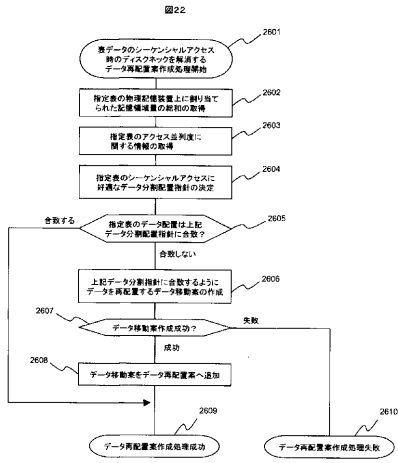 図22
2601
表データのシーケンシャルアクセス
時のディスクネックを解消する
データ再配置案作成処理開始
2602
指定表の物理記憶装置上に割り当て
られた記憶領域量の総和の取得
2603
指定表のアクセス並列度に
関する情報の取得
2604
指定表のシーケンシャルアクセスに
好適なデータ分割配置指針の決定
2605
合致する
指定表のデータ配置は上記
データ分割配置指針に合致？
合致しない
2606
上記データ分割指針に合致するように
データを再配置するデータ移動案の作成
2607
データ移動案作成成功？
失敗
成功
2608
データ移動案をデータ再配置案へ追加
2609
2610
データ再配置案作成処理成功
データ再配置案作成処理失敗